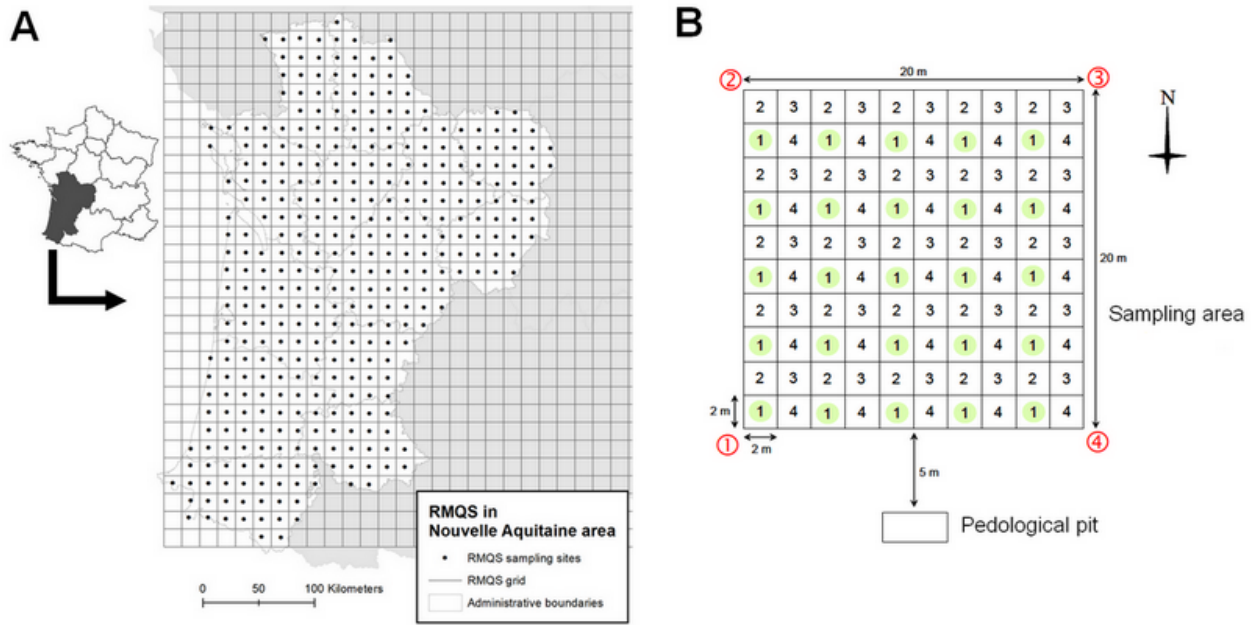 A
RMQS in
Nouvelle Aquitaine area
RMQS sampling sites
RMQS grid
Administrative boundaries
0 50 100 Kilometers
B
② 20 m ③
N
2 3 2 3 2 3 2 3 2 3
1 4 1 4 1 4 1 4 1 4
2 3 2 3 2 3 2 3 2 3
1 4 1 4 1 4 1 4 1 4
2 3 2 3 2 3 2 3 2 3
20 m
1 4 1 4 1 4 1 4 1 4
Sampling area
2 3 2 3 2 3 2 3 2 3
1 4 1 4 1 4 1 4 1 4
2 3 2 3 2 3 2 3 2 3
2 m 1 4 1 4 1 4 1 4 1 4
① 2 m ④
5 m
Pedological pit